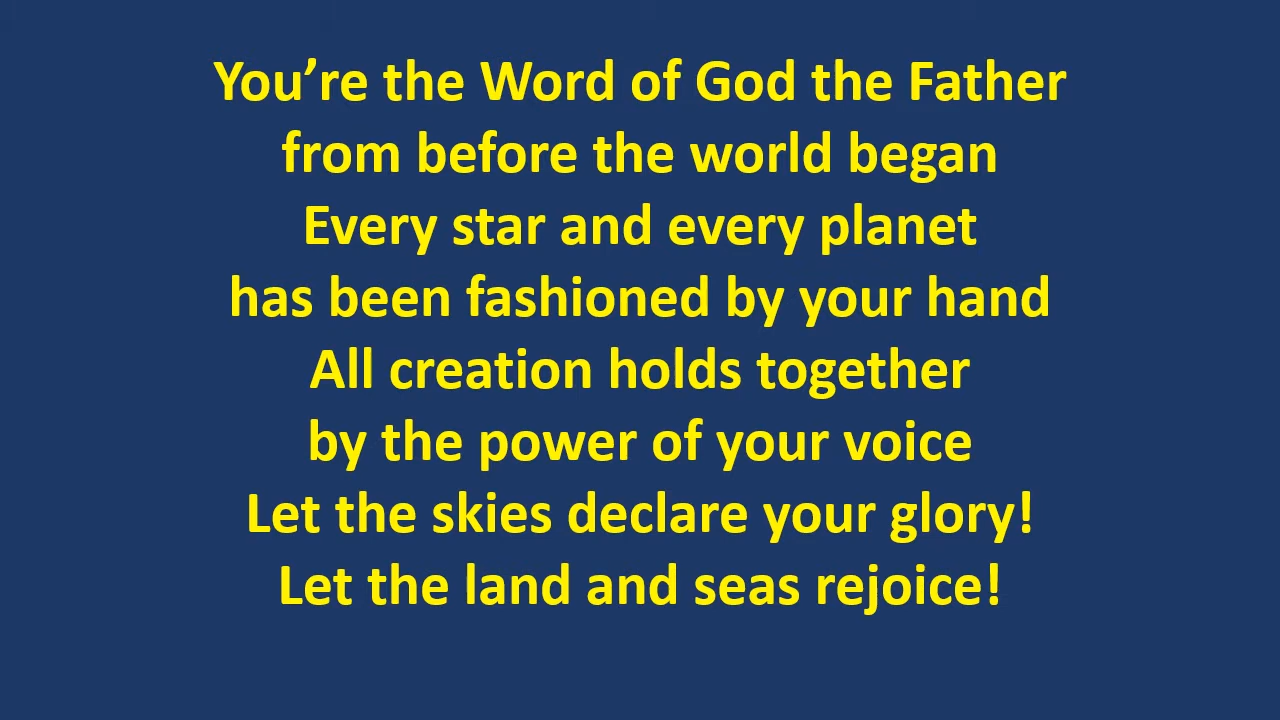 You’re the Word of God the Father
from before the world began
Every star and every planet
has been fashioned by your hand
All creation holds together
by the power of your voice
Let the skies declare your glory!
Let the land and seas rejoice!